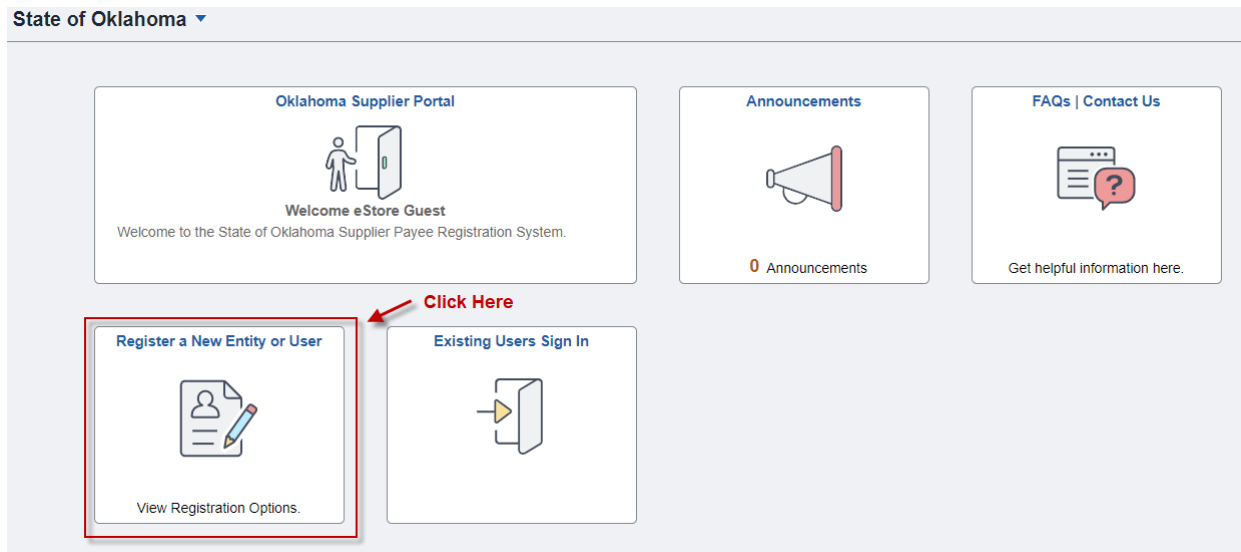 State of Oklahoma
Oklahoma Supplier Portal
Welcome eStore Guest
Welcome to the State of Oklahoma Supplier Payee Registration System.
Announcements
0 Announcements
FAQs | Contact Us
?
Get helpful information here.
Click Here
Register a New Entity or User
View Registration Options.
Existing Users Sign In